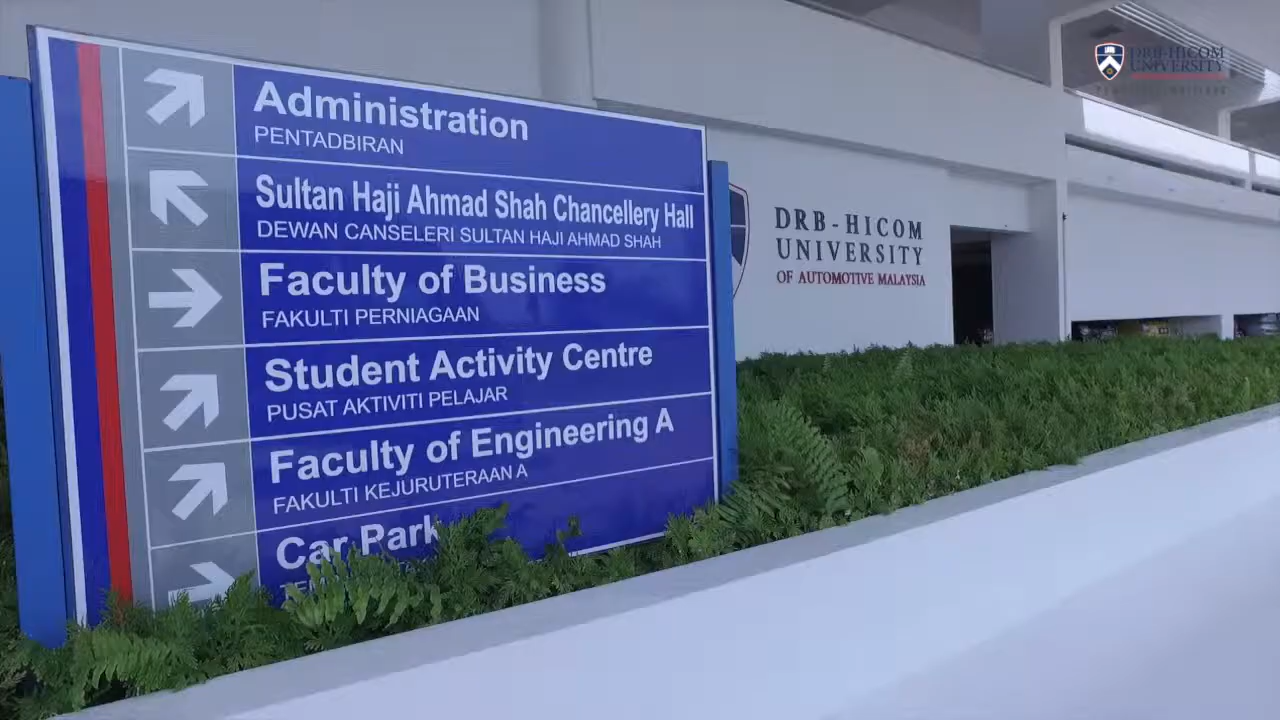 Administration
PENTADBIRAN
Sultan Haji Ahmad Shah Chancellery Hall
DEWAN CANSELERI SULTAN HAJI AHMAD SHAH
Faculty of Business
FAKULTI PERNIAGAAN
Student Activity Centre
PUSAT AKTIVITI PELAJAR
Faculty of Engineering A
FAKULTI KEJURUTERAAN A
Car Park
DRB-HICOM
UNIVERSITY
OF AUTOMOTIVE MALAYSIA
DRB-HICOM
UNIVERSITY